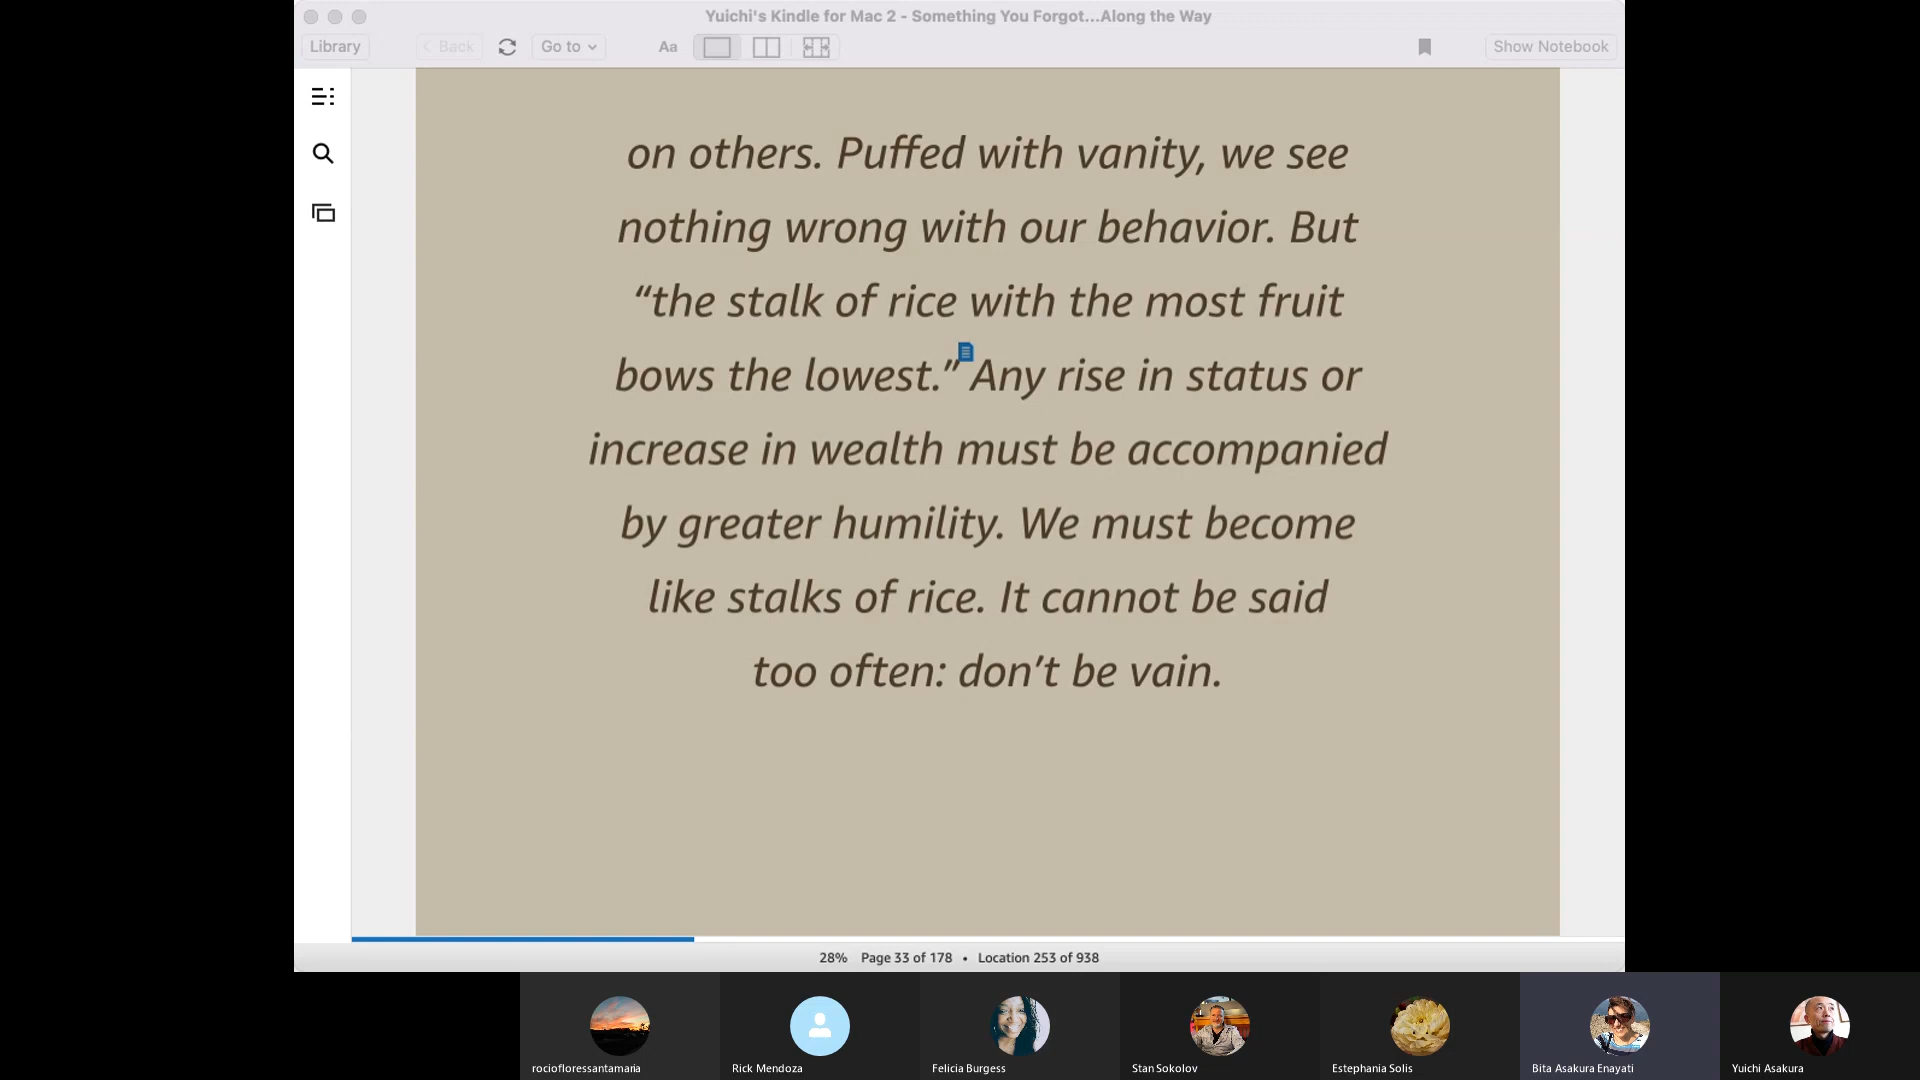 Yuichi's Kindle for Mac 2 - Something You Forgot...Along the Way
Library
Back
Go to
Aa
Show Notebook
on others. Puffed with vanity, we see
nothing wrong with our behavior. But
“the stalk of rice with the most fruit
bows the lowest.” Any rise in status or
increase in wealth must be accompanied
by greater humility. We must become
like stalks of rice. It cannot be said
too often: don’t be vain.
28% Page 33 of 178 • Location 253 of 938
rociofloressantamaria
Rick Mendoza
Felicia Burgess
Stan Sokolov
Estephania Solis
Bita Asakura Enayati
Yuichi Asakura